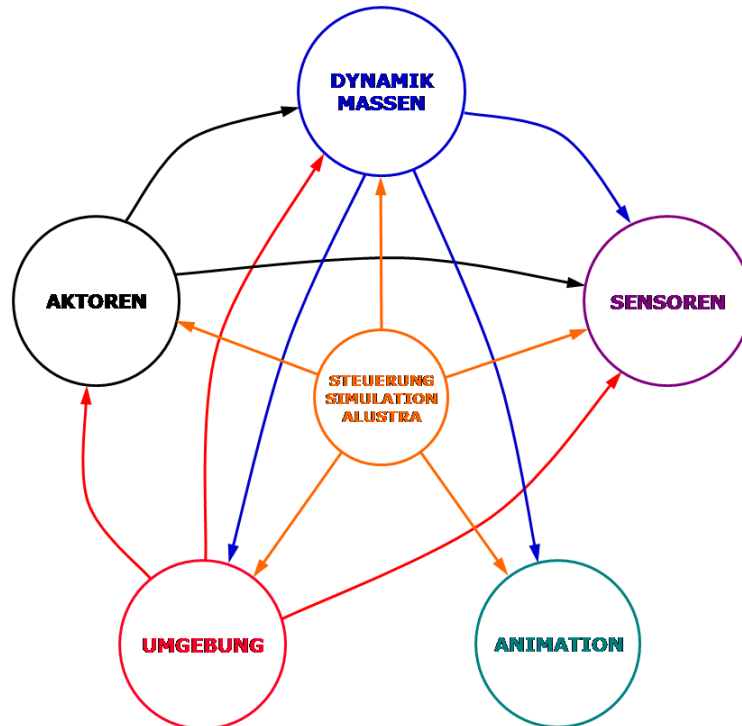 DYNAMIK
MASSEN
AKTOREN
SENSOREN
STEUERUNG
SIMULATION
ALUSTRA
UMGEBUNG
ANIMATION